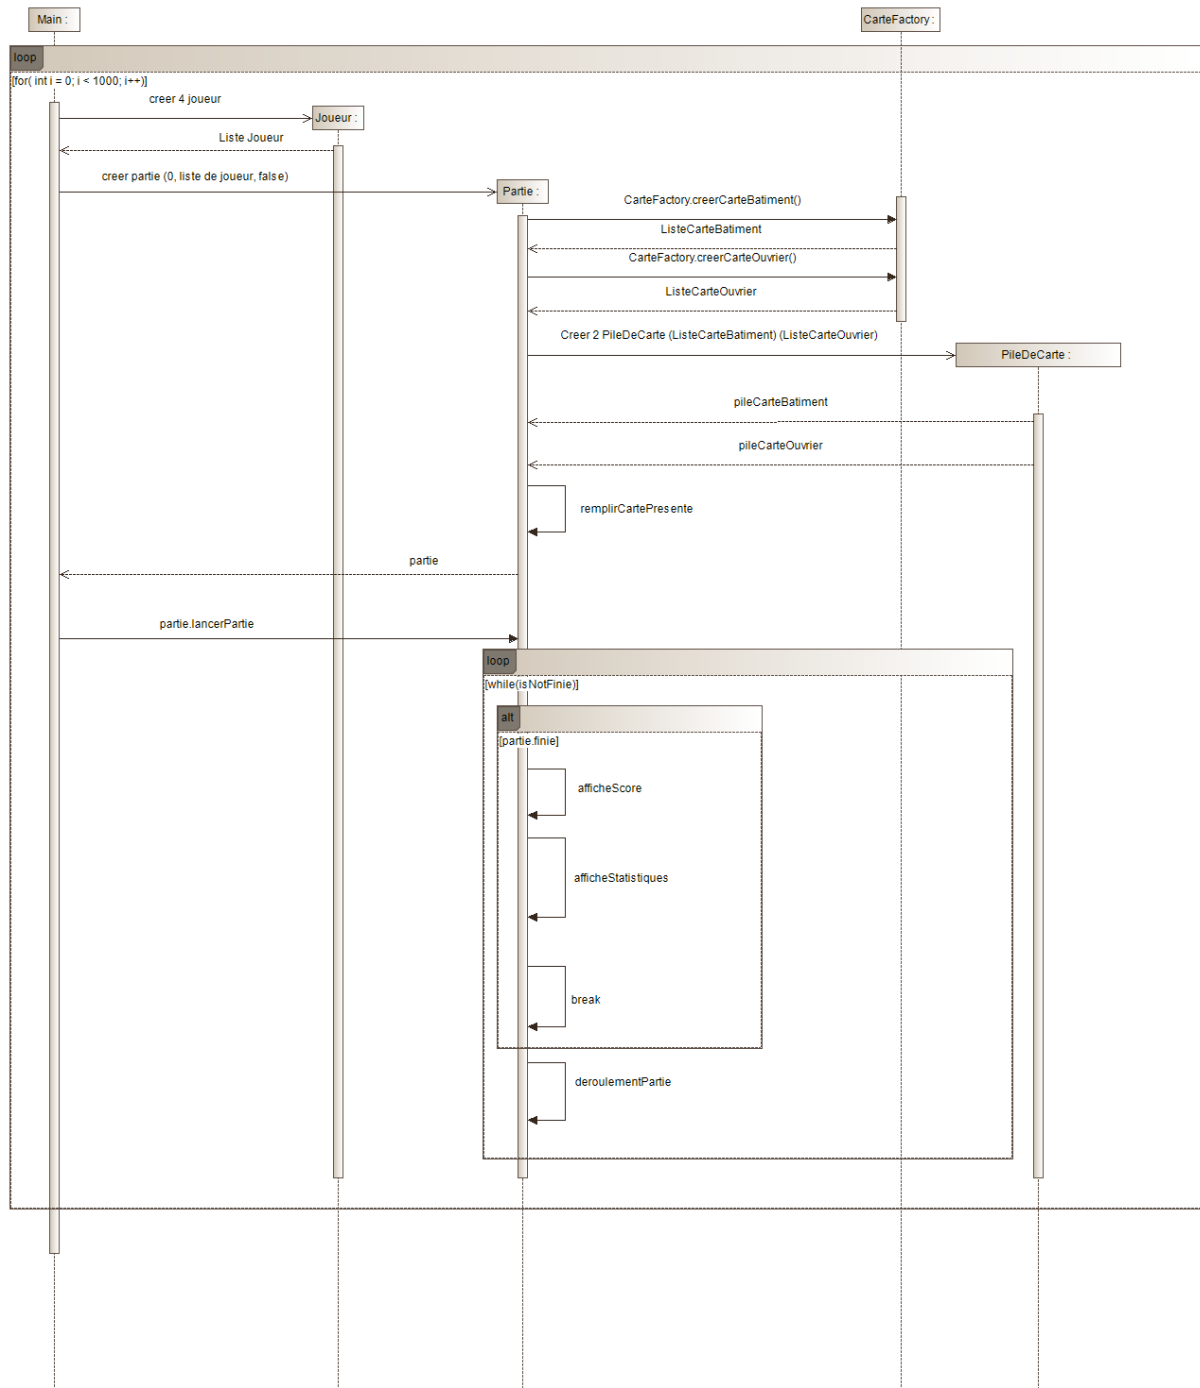 Main :
CarteFactory :
loop
[for( int i = 0; i < 1000; i++)]
creer 4 joueur
Joueur :
Liste Joueur
creer partie (0, liste de joueur, false)
Partie :
CarteFactory.creerCarteBatiment()
ListeCarteBatiment
CarteFactory.creerCarteOuvrier()
ListeCarteOuvrier
Creer 2 PileDeCarte (ListeCarteBatiment) (ListeCarteOuvrier)
PileDeCarte :
pileCarteBatiment
pileCarteOuvrier
remplirCartePresente
partie
partie.lancerPartie
loop
[while(isNotFinie)]
alt
[partie.finie]
afficheScore
afficheStatistiques
break
deroulementPartie